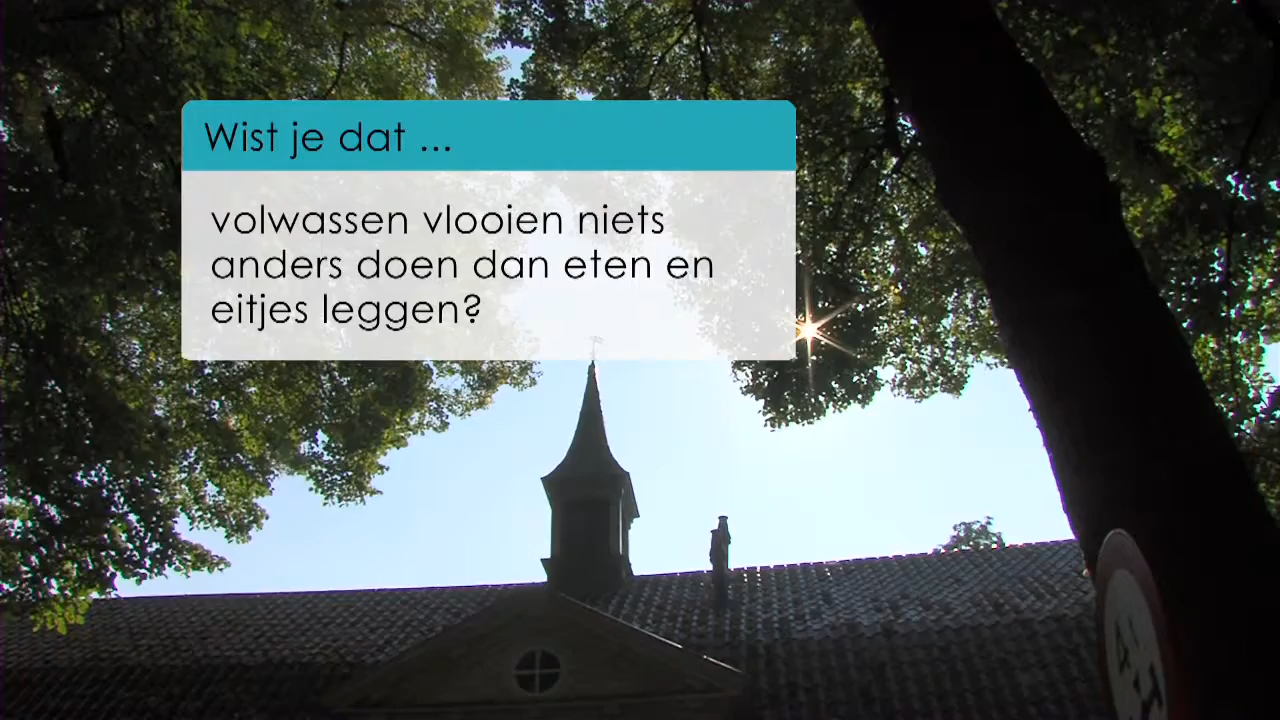 Wist je dat ...
volwassen vlooien niets
anders doen dan eten en
eitjes leggen?